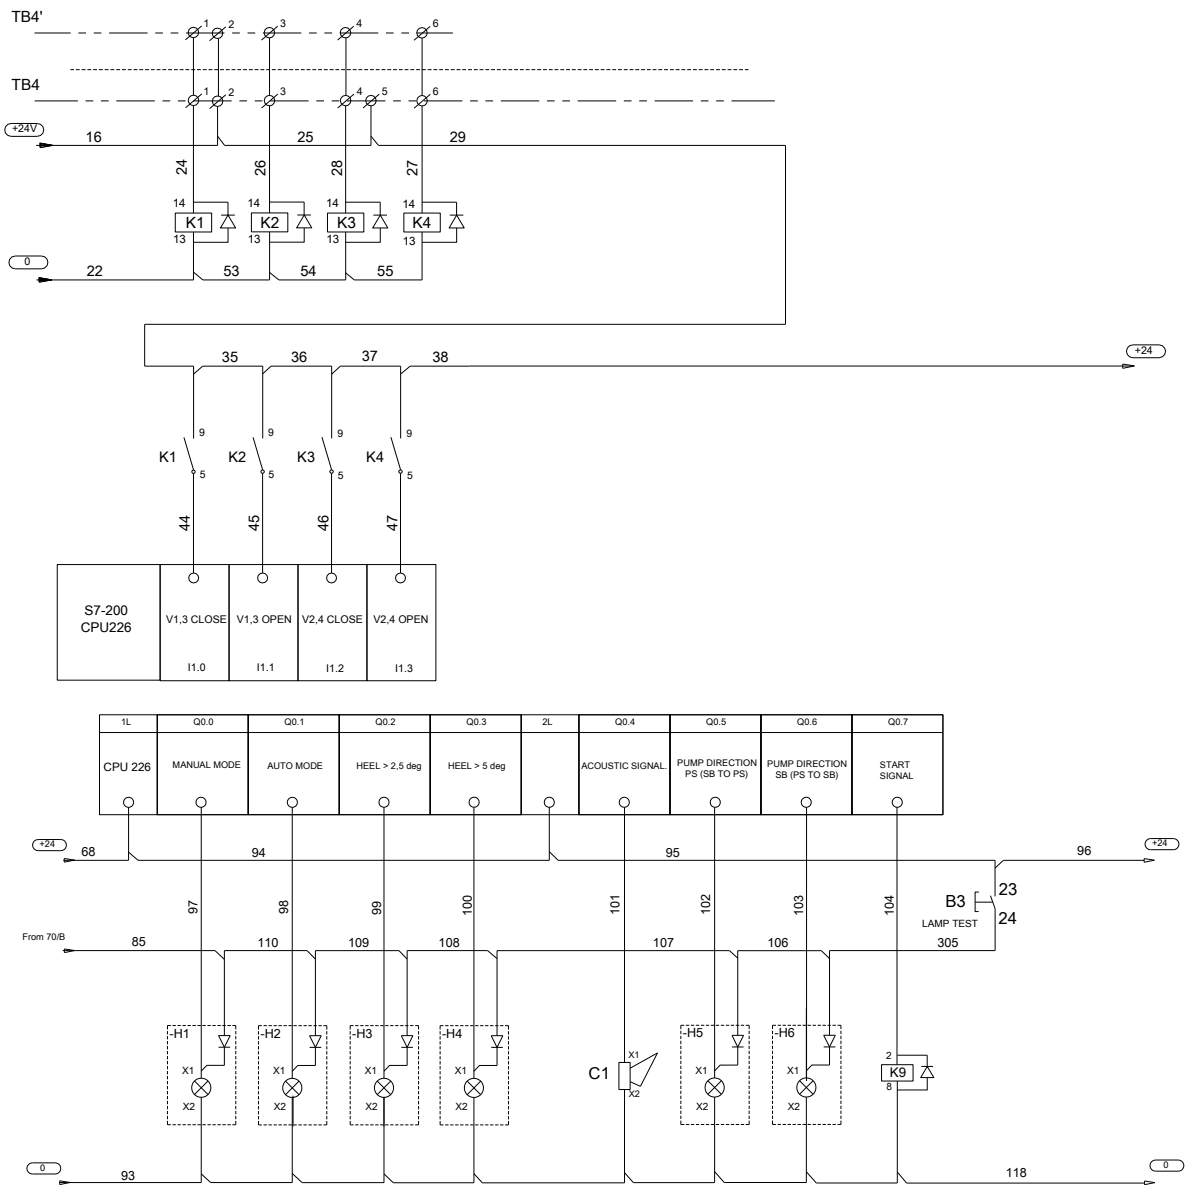 TB4'
1 2 3 4 6
TB4
1 2 3 4 5 6
+24V
16 25 29
24 26 28 27
14 14 14 14
K1 K2 K3 K4
13 13 13 13
0
22 53 54 55
35 36 37 38
+24
9 9 9 9
K1 K2 K3 K4
5 5 5 5
44 45 46 47
S7-200
CPU226
V1,3 CLOSE V1,3 OPEN V2,4 CLOSE V2,4 OPEN
I1.0 I1.1 I1.2 I1.3
1L Q0.0 Q0.1 Q0.2 Q0.3 2L Q0.4 Q0.5 Q0.6 Q0.7
CPU 226 MANUAL MODE AUTO MODE HEEL > 2,5 deg HEEL > 5 deg ACOUSTIC SIGNAL.
PUMP DIRECTION
PS (SB TO PS)
PUMP DIRECTION
SB (PS TO SB)
START
SIGNAL
+24
68 94 95 96
+24
97 98 99 100 101 102 103 104
B3 23
24
LAMP TEST
From 70/B
85 110 109 108 107 106 305
-H1 -H2 -H3 -H4 -H5 -H6
X1 X1 X1 X1 X1 X1 X1 2
C1 K9
X2 X2 X2 X2 X2 X2 X2 8
0
93 118
0